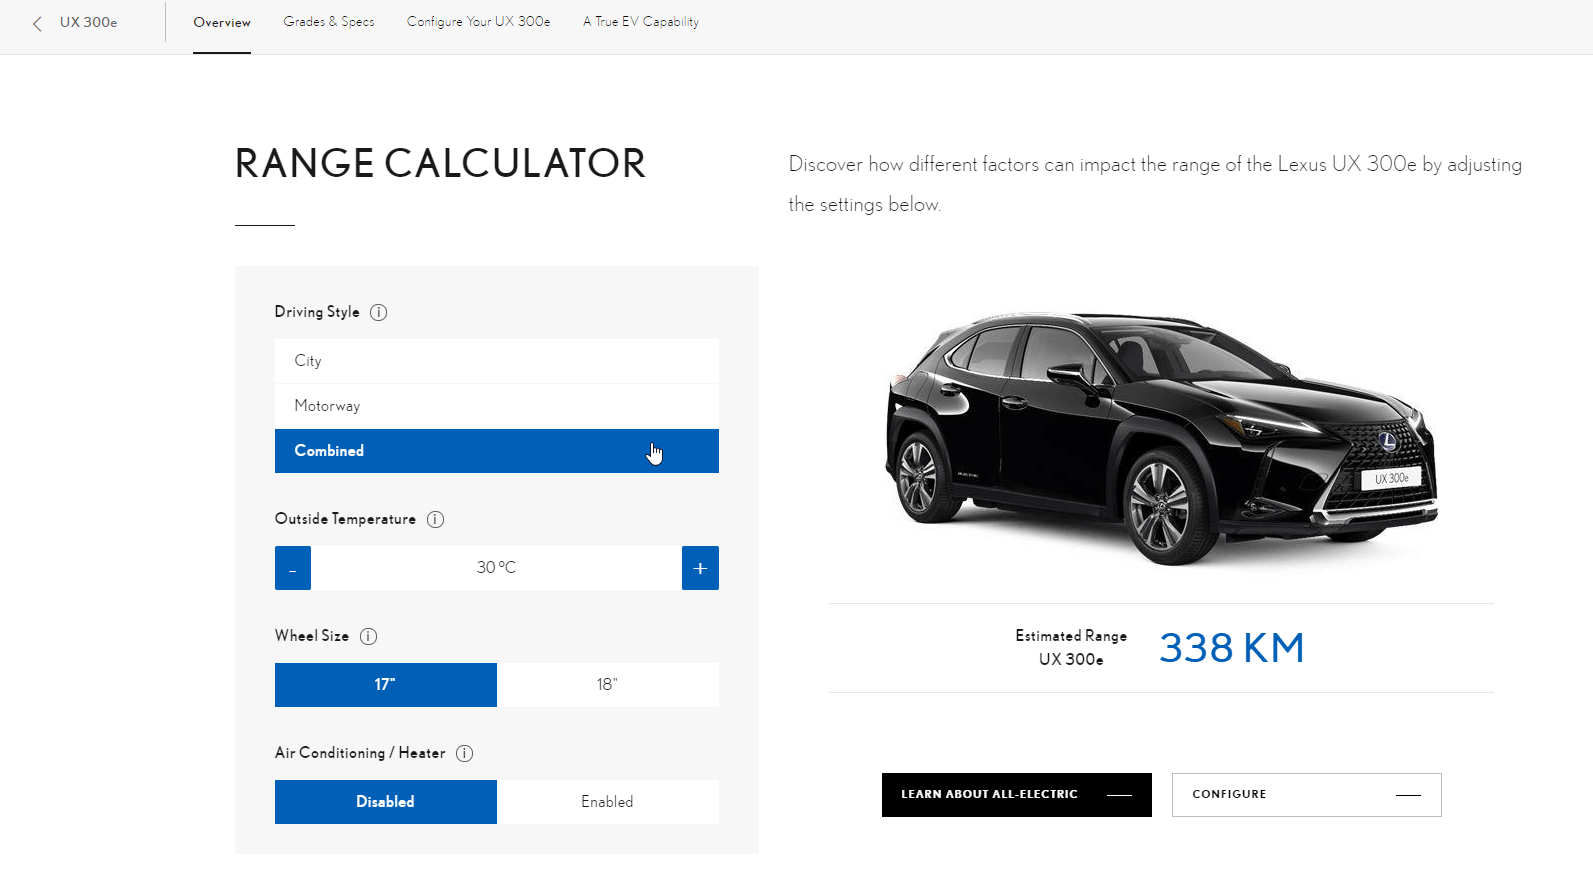 UX 300e
Overview
Grades & Specs
Configure Your UX 300e
A True EV Capability
RANGE CALCULATOR
Discover how different factors can impact the range of the Lexus UX 300e by adjusting
the settings below.
Driving Style
City
Motorway
Combined
Outside Temperature
-
30 ºC
+
Wheel Size
17"
18"
Air Conditioning / Heater
Disabled
Enabled
UX 300e
Estimated Range
UX 300e
338 KM
LEARN ABOUT ALL-ELECTRIC
CONFIGURE